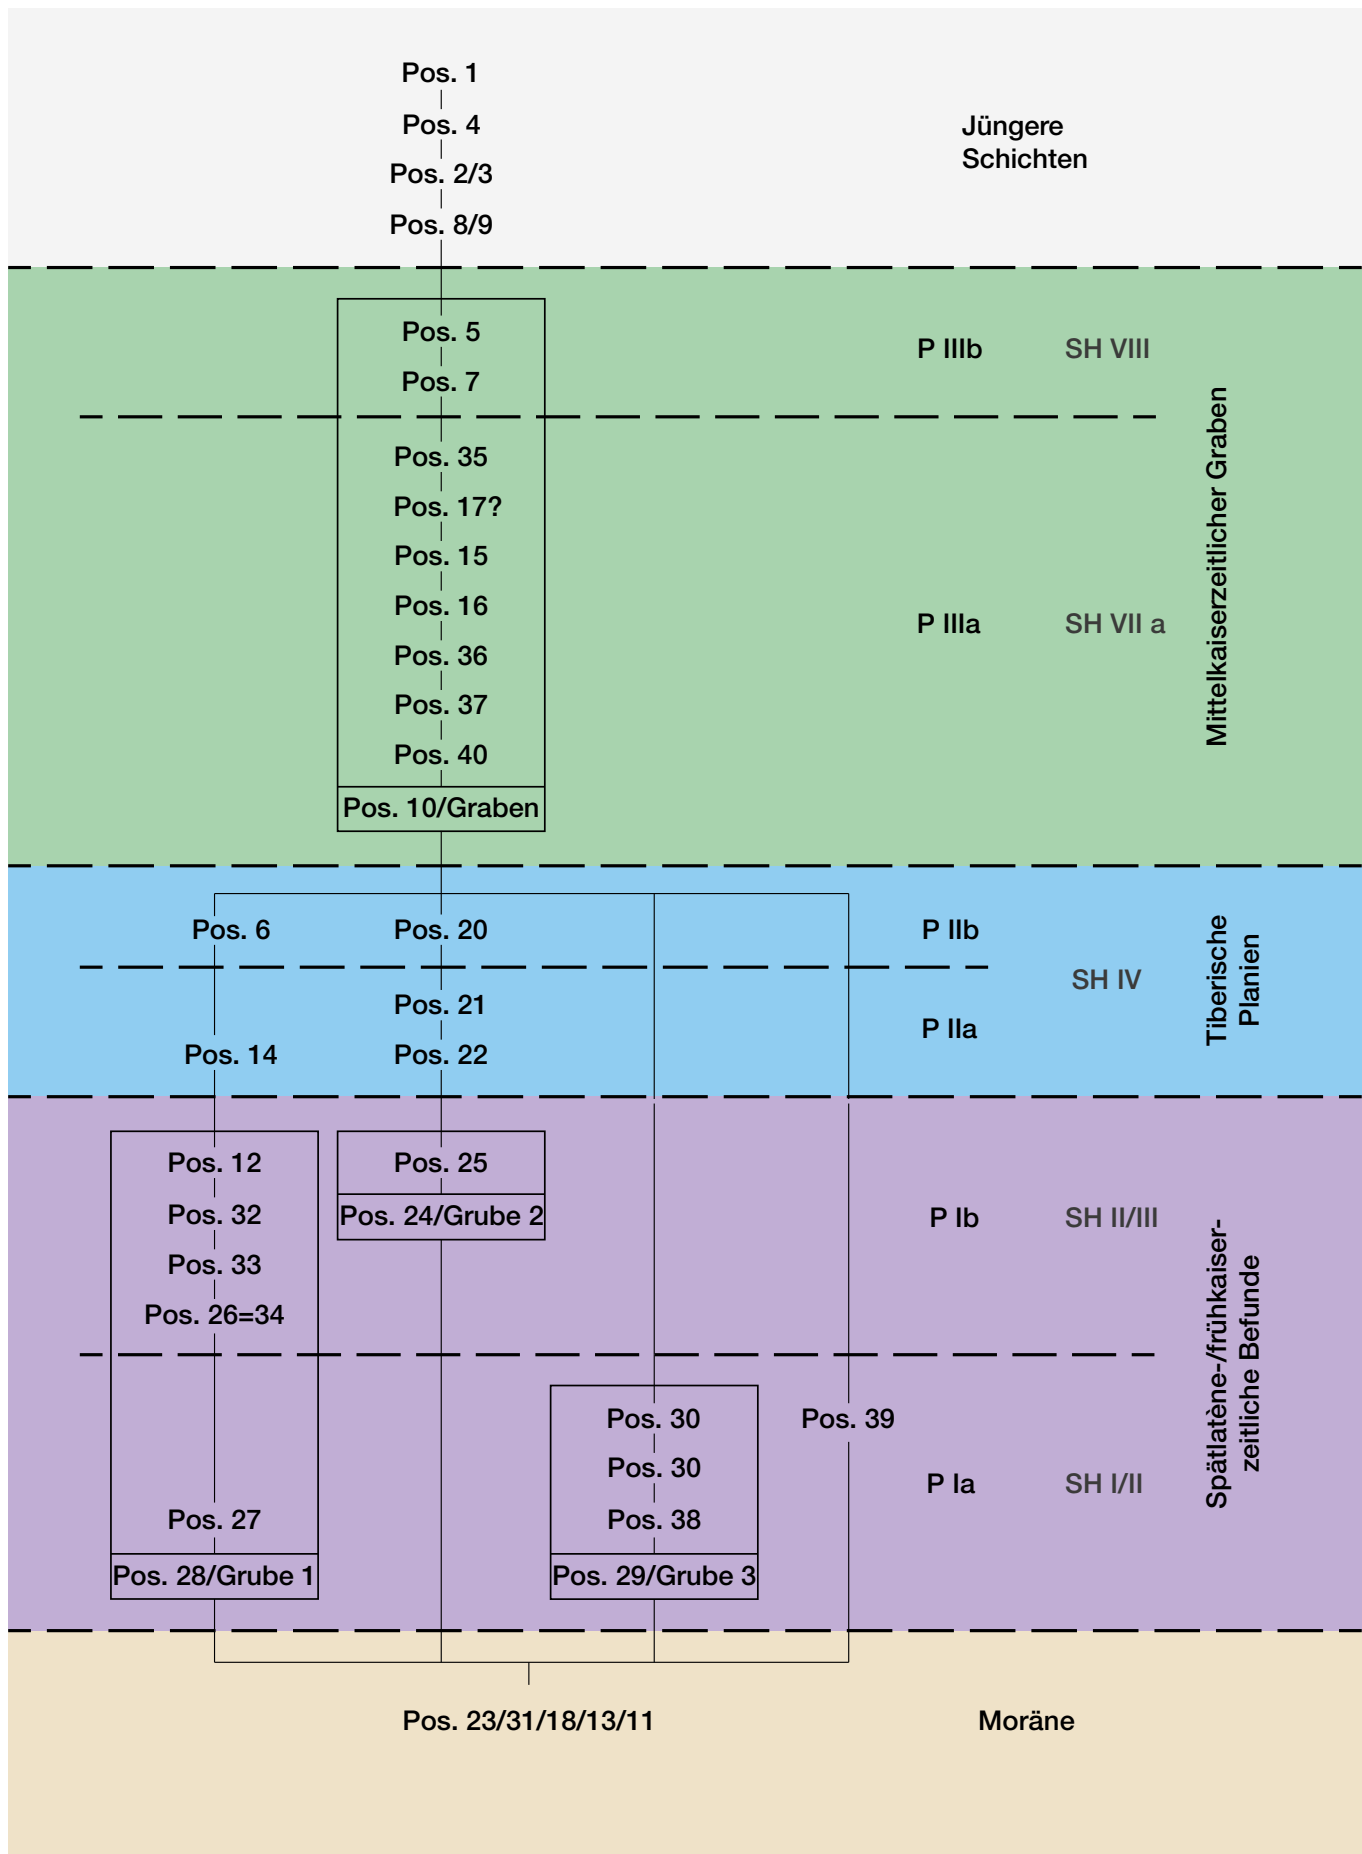 Pos. 1
Pos. 4
Pos. 2/3
Pos. 8/9
Jüngere
Schichten
Pos. 5
Pos. 7
P IIIb
SH VIII
Pos. 35
Pos. 17?
Pos. 15
Pos. 16
Pos. 36
Pos. 37
Pos. 40
Pos. 10/Graben
P IIIa
SH VII a
Mittelkaiserzeitlicher Graben
Pos. 6
Pos. 20
P IIb
Pos. 21
Pos. 14
Pos. 22
P IIa
SH IV
Tiberische
Planien
Pos. 12
Pos. 32
Pos. 33
Pos. 26=34
Pos. 25
Pos. 24/Grube 2
P Ib
SH II/III
Pos. 27
Pos. 28/Grube 1
Pos. 30
Pos. 30
Pos. 38
Pos. 29/Grube 3
Pos. 39
P Ia
SH I/II
Spätlatène-/frühkaiser-
zeitliche Befunde
Pos. 23/31/18/13/11
Moräne